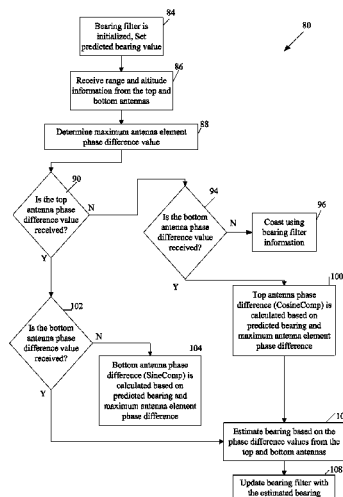 84
80
Bearing filter is
initialized, Set
predicted bearing value
86
Receive range and altitude
information from the top
and bottom antennas
88
Determine maximum antenna element
phase difference value
90
Is the top
antenna phase
difference value
received?
N
Y
94
Is the bottom
antenna phase
difference value
received?
N
Y
96
Coast using
bearing filter
information
100
Top antenna phase
difference (CosineComp) is
calculated based on
predicted bearing and
maximum antenna element
phase difference
102
Is the bottom
antenna phase
difference value
received?
N
Y
104
Bottom antenna phase
difference (SineComp) is
calculated based on
predicted bearing and
maximum antenna element
phase difference
Estimate bearing based on the
phase difference values from the
top and bottom antennas
108
Update bearing filter with
the estimated bearing